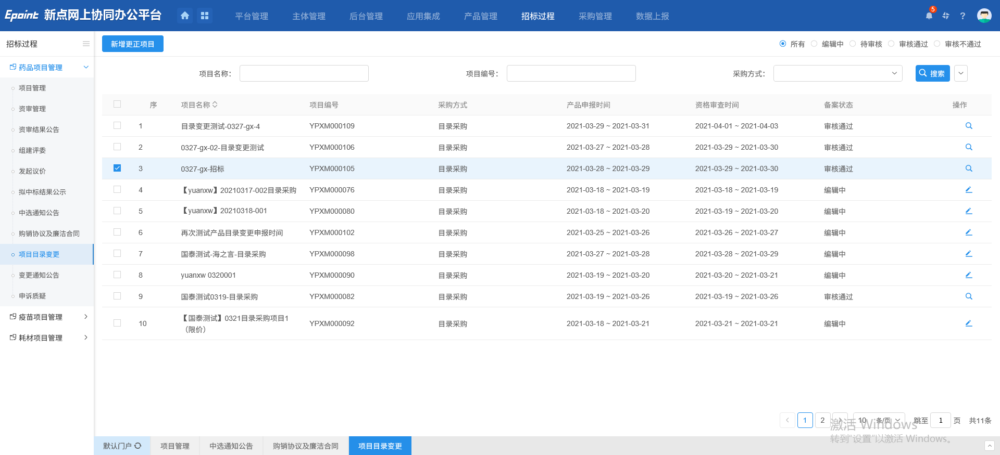 Epoint 新点网上协同办公平台 平台管理 主体管理 后台管理 应用集成 产品管理 招标过程 采购管理 数据上报 5 ?
招标过程
药品项目管理
项目管理
资审管理
资审结果公告
组建评委
发起议价
拟中标结果公示
中选通知公告
购销协议及廉洁合同
项目目录变更
变更通知公告
申诉质疑
疫苗项目管理
耗材项目管理
新增更正项目 所有 编辑中 待审核 审核通过 审核不通过
项目名称: 项目编号: 采购方式: 搜索
序 项目名称 项目编号 采购方式 产品申报时间 资格审查时间 备案状态 操作
1 目录变更测试-0327-gx-4 YPXM000109 目录采购 2021-03-29 ~ 2021-03-31 2021-04-01 ~ 2021-04-03 审核通过
2 0327-gx-02-目录变更测试 YPXM000106 目录采购 2021-03-27 ~ 2021-03-28 2021-03-29 ~ 2021-03-30 审核通过
3 0327-gx-招标 YPXM000105 目录采购 2021-03-28 ~ 2021-03-29 2021-03-29 ~ 2021-03-30 审核通过
4 【yuanxw】20210317-002目录采购 YPXM000076 目录采购 2021-03-18 ~ 2021-03-19 2021-03-18 ~ 2021-03-19 编辑中
5 【yuanxw】20210318-001 YPXM000080 目录采购 2021-03-18 ~ 2021-03-20 2021-03-19 ~ 2021-03-20 编辑中
6 再次测试产品目录变更申报时间 YPXM000102 目录采购 2021-03-25 ~ 2021-03-26 2021-03-26 ~ 2021-03-27 编辑中
7 国泰测试-海之言-目录采购 YPXM000098 目录采购 2021-03-27 ~ 2021-03-28 2021-03-28 ~ 2021-03-29 编辑中
8 yuanxw 0320001 YPXM000090 目录采购 2021-03-19 ~ 2021-03-20 2021-03-20 ~ 2021-03-21 编辑中
9 国泰测试0319-目录采购 YPXM000082 目录采购 2021-03-19 ~ 2021-03-26 2021-03-19 ~ 2021-03-26 审核通过
10 【国泰测试】0321目录采购项目1（限价） YPXM000092 目录采购 2021-03-18 ~ 2021-03-21 2021-03-21 ~ 2021-03-21 编辑中
1 2 10 条/页 跳至 1 页 共11条
激活 Windows
转到“设置”以激活 Windows。
默认门户 项目管理 中选通知公告 购销协议及廉洁合同 项目目录变更